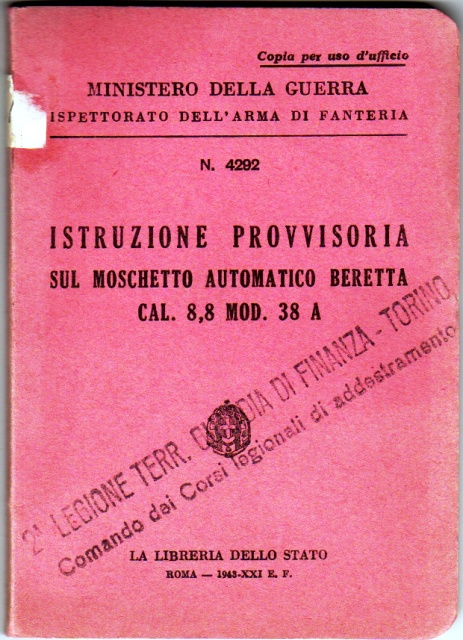 Copia per uso d'ufficio
MINISTERO DELLA GUERRA
ISPETTORATO DELL'ARMA DI FANTERIA
N. 4292
ISTRUZIONE PROVVISORIA
SUL MOSCHETTO AUTOMATICO BERETTA
CAL. 8,8 MOD. 38 A
2ª LEGIONE TERR. GUARDIA DI FINANZA - TORINO
Comando dei Corsi legionali di addestramento
LA LIBRERIA DELLO STATO
ROMA — 1943-XXI E. F.